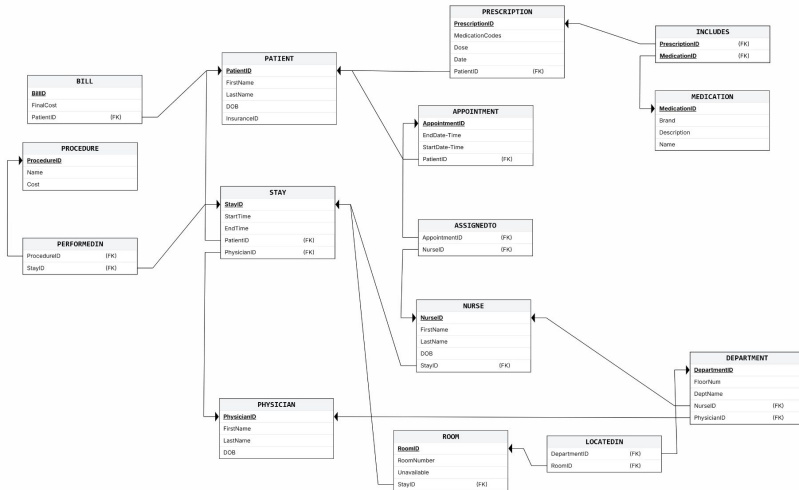 PRESCRIPTION
PrescriptionID
MedicationCodes
Dose
Date
PatientID (FK)
INCLUDES
PrescriptionID (FK)
MedicationID (FK)
PATIENT
PatientID
FirstName
LastName
DOB
InsuranceID
BILL
BillID
FinalCost
PatientID (FK)
MEDICATION
MedicationID
Brand
Description
Name
APPOINTMENT
AppointmentID
EndDate-Time
StartDate-Time
PatientID (FK)
PROCEDURE
ProcedureID
Name
Cost
STAY
StayID
StartTime
EndTime
PatientID (FK)
PhysicianID (FK)
ASSIGNEDTO
AppointmentID (FK)
NurseID (FK)
PERFORMEDIN
ProcedureID (FK)
StayID (FK)
NURSE
NurseID
FirstName
LastName
DOB
StayID (FK)
DEPARTMENT
DepartmentID
FloorNum
DeptName
NurseID (FK)
PhysicianID (FK)
PHYSICIAN
PhysicianID
FirstName
LastName
DOB
ROOM
RoomID
RoomNumber
Unavailable
StayID (FK)
LOCATEDIN
DepartmentID (FK)
RoomID (FK)